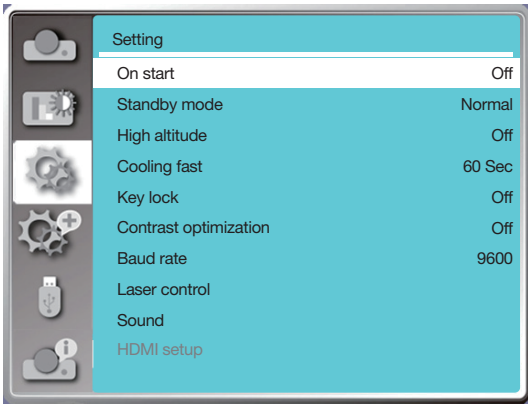 Setting
On start Off
Standby mode Normal
High altitude Off
Cooling fast 60 Sec
Key lock Off
Contrast optimization Off
Baud rate 9600
Laser control
Sound
HDMI setup